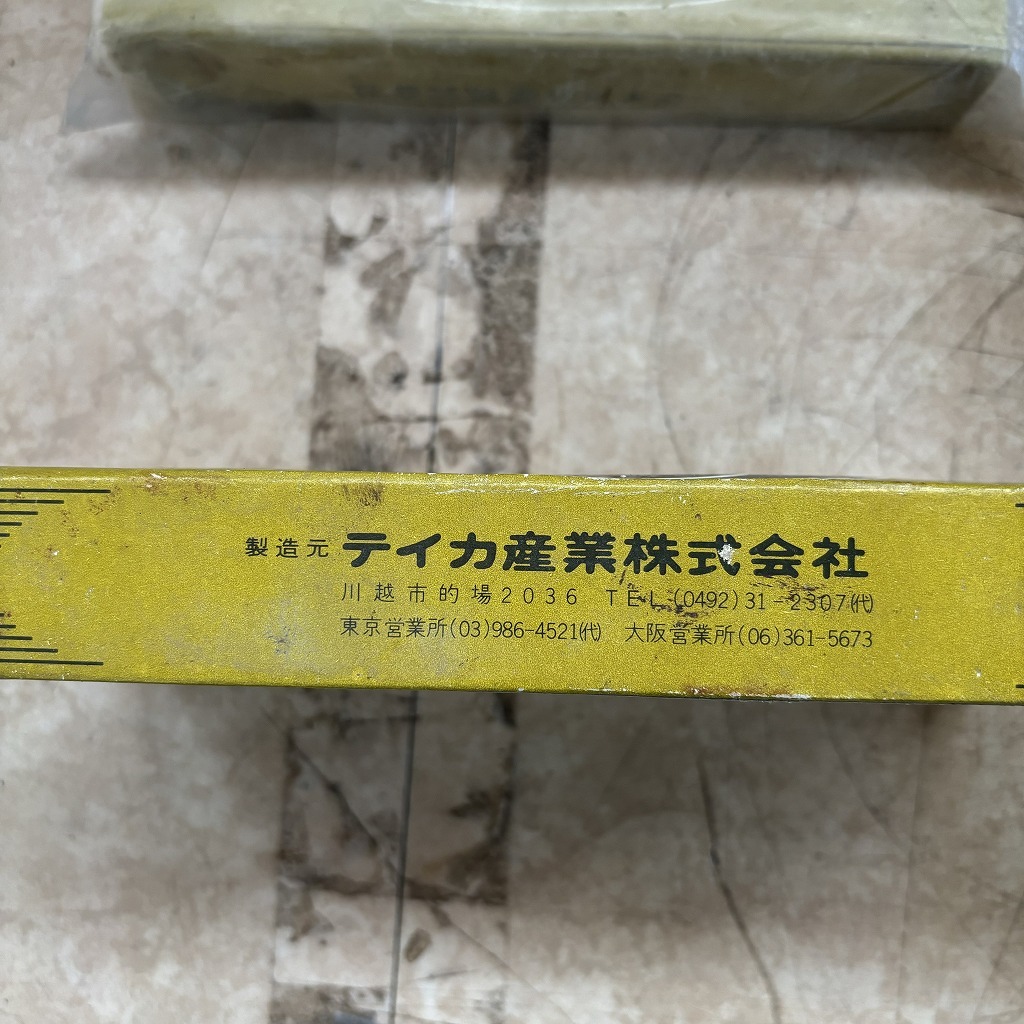 製造元 テイカ産業株式会社
川越市的場2036 TEL(0492)31-2307㈹
東京営業所(03)986-4521㈹ 大阪営業所(06)361-5673